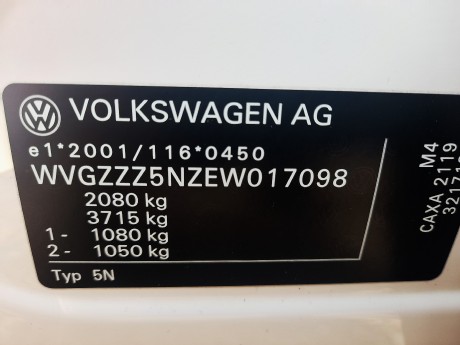 VOLKSWAGEN AG
e1*2001/116*0450
WVGZZZ5NZEW017098
2080 kg
3715 kg
1- 1080 kg
2- 1050 kg
Typ 5N
M4
CAXA 2119